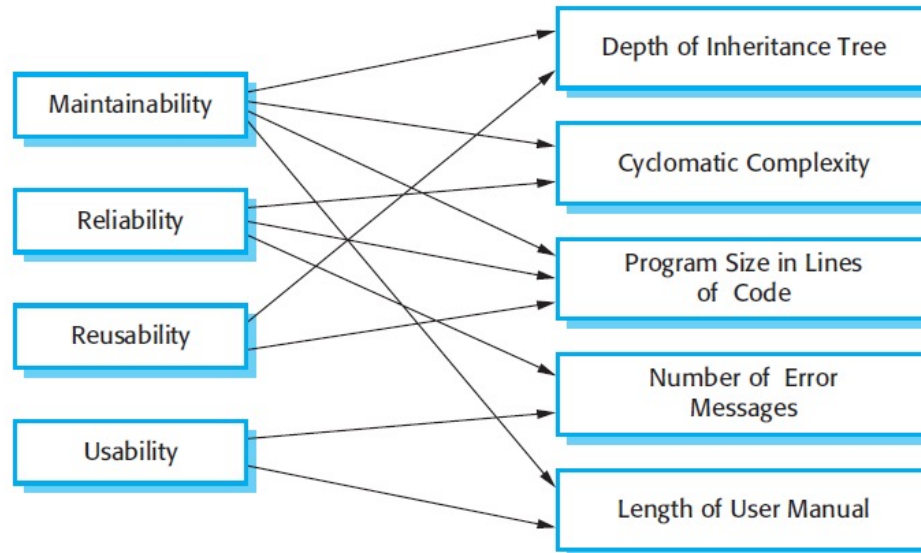 Maintainability
Reliability
Reusability
Usability
Depth of Inheritance Tree
Cyclomatic Complexity
Program Size in Lines
of Code
Number of Error
Messages
Length of User Manual